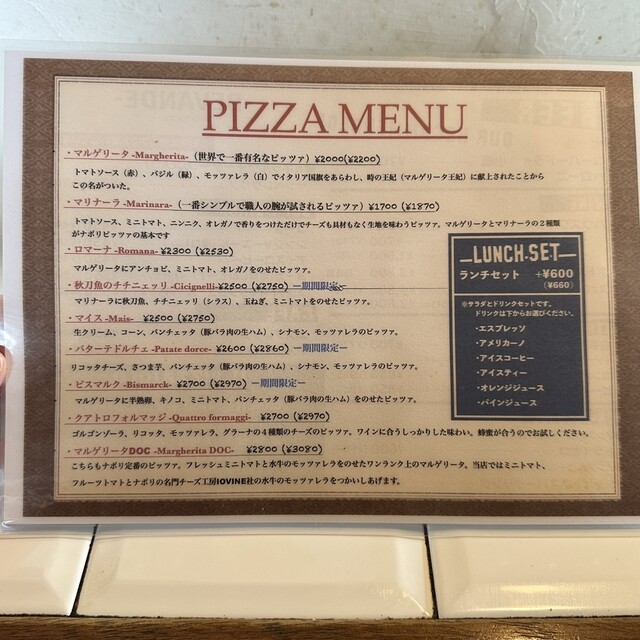 PIZZA MENU
・マルゲリータ -Margherita-（世界で一番有名なピッツァ）¥2000(¥2200)
トマトソース（赤）、バジル（緑）、モッツァレラ（白）でイタリア国旗をあらわし、時の王妃（マルゲリータ王妃）に献上されたことから
この名がついた。
・マリナーラ -Marinara-（一番シンプルで職人の腕が試されるピッツァ）¥1700 (¥1870)
トマトソース、ミニトマト、ニンニク、オレガノで香りをつけただけでチーズも具材もなく生地を味わうピッツァ。マルゲリータとマリナーラの２種類
がナポリピッツァの基本です
・ロマーナ -Romana- ¥2300 (¥2530)
マルゲリータにアンチョビ、ミニトマト、オレガノをのせたピッツァ。
・秋刀魚のチチニェッリ -Cicignelli-¥2500 (¥2750) ー期間限定ー
マリナーラに秋刀魚、チチニェッリ（シラス）、玉ねぎ、ミニトマトをのせたピッツァ。
・マイス -Mais- ¥2500 (¥2750)
生クリーム、コーン、パンチェッタ（豚バラ肉の生ハム）、シナモン、モッツァレラのピッツァ。
・パターテドルチェ -Patate dorce- ¥2600 (¥2860) ー期間限定ー
リコッタチーズ、さつま芋、パンチェッタ（豚バラ肉の生ハム）、シナモン、モッツァレラのピッツァ。
・ビスマルク -Bismarck- ¥2700 (¥2970) ー期間限定ー
マルゲリータに半熟卵、キノコ、ミニトマト、パンチェッタ（豚バラ肉の生ハム）をのせたピッツァ。
・クアトロフォルマッジ -Quattro formaggi- ¥2700 (¥2970)
ゴルゴンゾーラ、リコッタ、モッツァレラ、グラーナの４種類のチーズのピッツァ。ワインに合うしっかりした味わい。蜂蜜が合うのでお試しください。
・マルゲリータDOC -Margherita DOC- ¥2800 (¥3080)
こちらもナポリ定番のピッツァ。フレッシュミニトマトと水牛のモッツァレラをのせたワンランク上のマルゲリータ。当店ではミニトマト、
フルーツトマトとナポリの名門チーズ工房IOVINE社の水牛のモッツァレラをつかいしあげます。
LUNCH-SET
ランチセット +¥600
(¥660)
※サラダとドリンクセットです。
ドリンクは下からお選びください。
・エスプレッソ
・アメリカーノ
・アイスコーヒー
・アイスティー
・オレンジジュース
・パインジュース